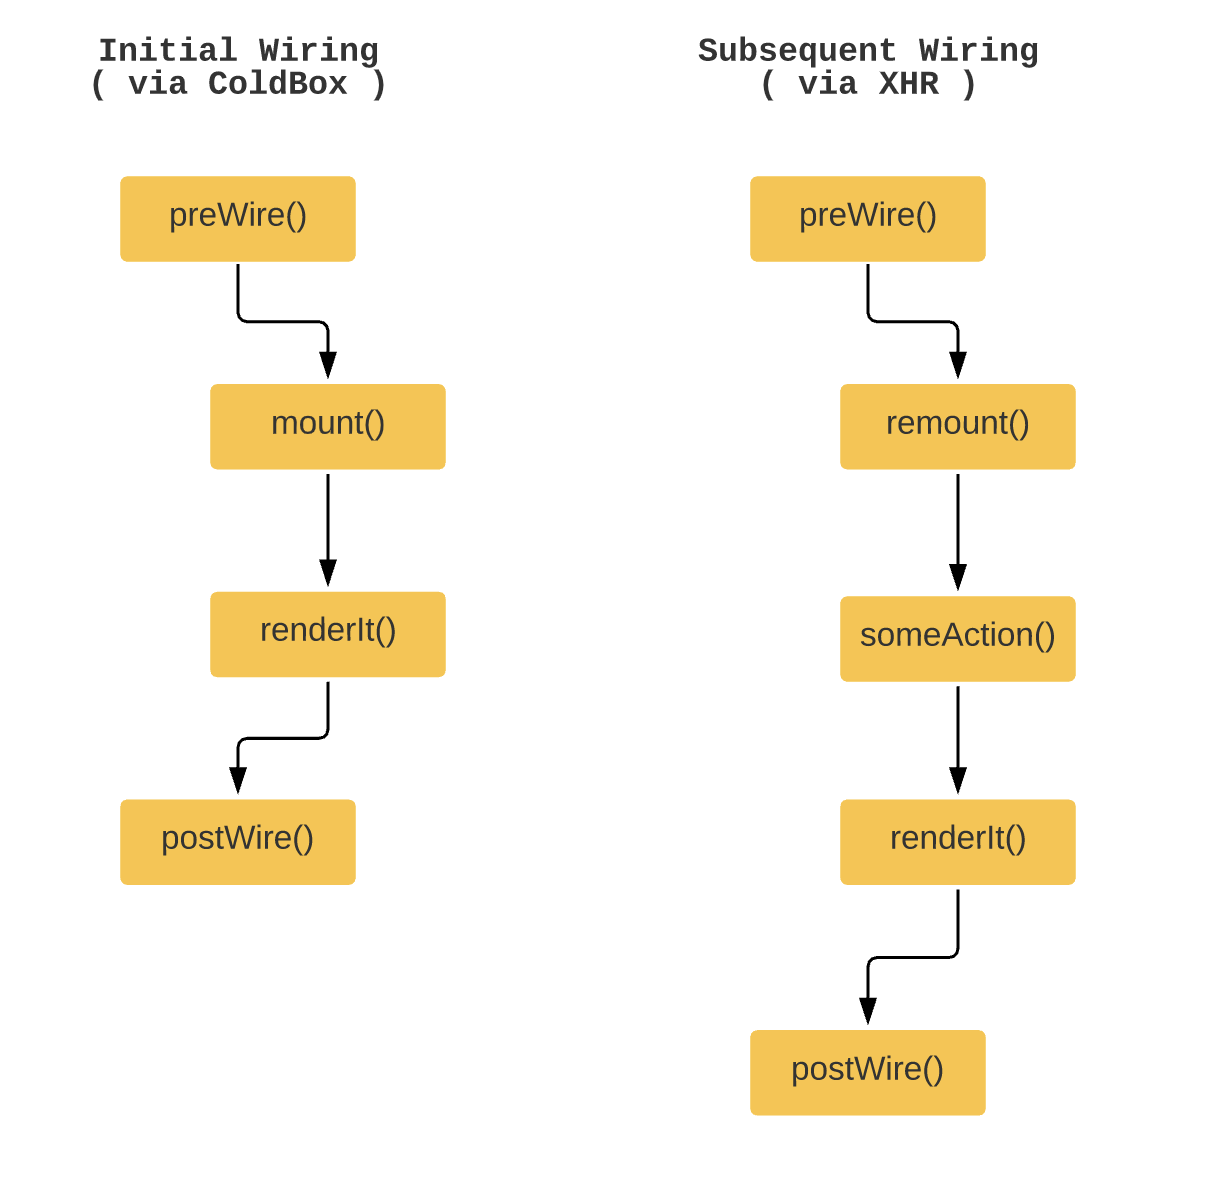 Initial Wiring
( via ColdBox )
preWire()
mount()
renderIt()
postWire()
Subsequent Wiring
( via XHR )
preWire()
remount()
someAction()
renderIt()
postWire()